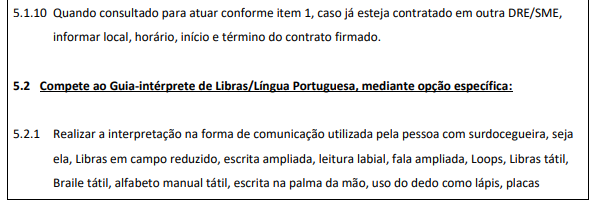 5.1.10 Quando consultado para atuar conforme item 1, caso já esteja contratado em outra DRE/SME,
informar local, horário, início e término do contrato firmado.
5.2 Compete ao Guia-intérprete de Libras/Língua Portuguesa, mediante opção específica:
5.2.1 Realizar a interpretação na forma de comunicação utilizada pela pessoa com surdocegueira, seja
ela, Libras em campo reduzido, escrita ampliada, leitura labial, fala ampliada, Loops, Libras tátil,
Braile tátil, alfabeto manual tátil, escrita na palma da mão, uso do dedo como lápis, placas